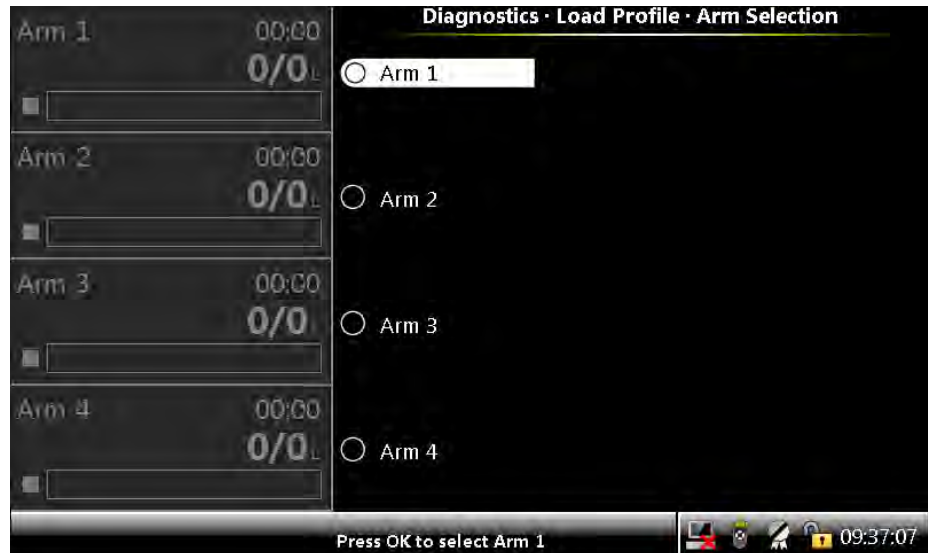 Arm 1 00:00
0/0 L
Arm 2 00:00
0/0 L
Arm 3 00:00
0/0
Arm 4 00:00
0/0 L
Diagnostics · Load Profile · Arm Selection
Arm 1
Arm 2
Arm 3
Arm 4
Press OK to select Arm 1
09:37:07